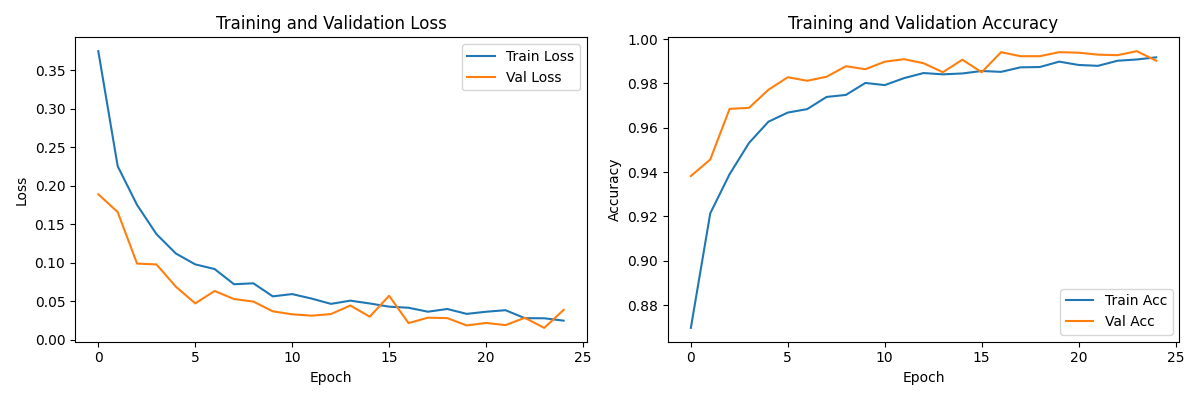 Training and Validation Loss
Train Loss
Val Loss
Loss
0.35
0.30
0.25
0.20
0.15
0.10
0.05
0.00
0 5 10 15 20 25
Epoch
Training and Validation Accuracy
Accuracy
1.00
0.98
0.96
0.94
0.92
0.90
0.88
Train Acc
Val Acc
0 5 10 15 20 25
Epoch